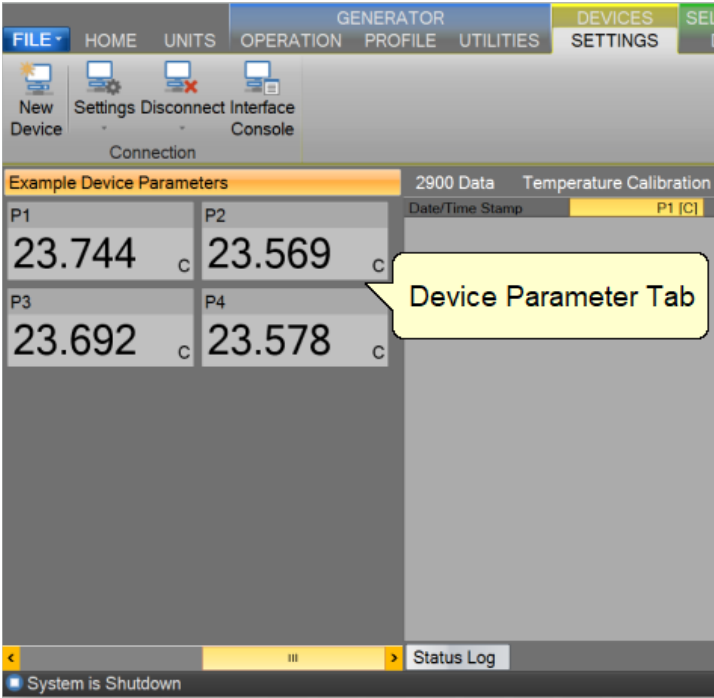 GENERATOR DEVICES SEL
FILE HOME UNITS OPERATION PROFILE UTILITIES SETTINGS
New Device
Settings
Disconnect
Interface Console
Connection
Example Device Parameters
2900 Data Temperature Calibration
Date/Time Stamp P1 [C]
P1 P2
23.744 C 23.569 C
Device Parameter Tab
P3 P4
23.692 C 23.578 C
Status Log
System is Shutdown